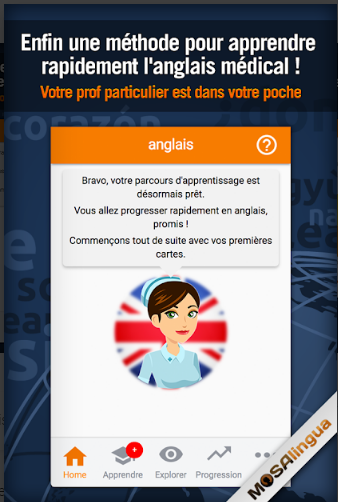 Enfin une méthode pour apprendre
rapidement l'anglais médical !
Votre prof particulier est dans votre poche
corazón
anglais
?
Bravo, votre parcours d'apprentissage est
désormais prêt.
Vous allez progresser rapidement en anglais,
promis !
Commençons tout de suite avec vos premières
cartes.
Home
Apprendre
Explorer
Progression
MOSAlingua